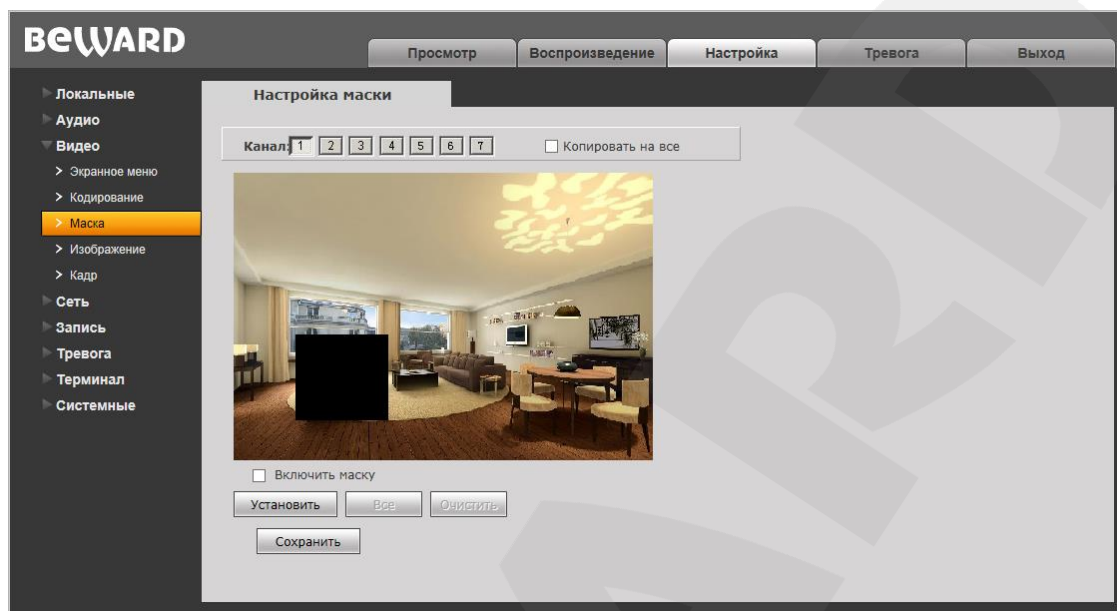 BEWARD
Просмотр Воспроизведение Настройка Тревога Выход
Локальные
Аудио
Видео
Экранное меню
Кодирование
Маска
Изображение
Кадр
Сеть
Запись
Тревога
Терминал
Системные
Настройка маски
Канал: 1 2 3 4 5 6 7 Копировать на все
Включить маску
Установить Все Очистить
Сохранить